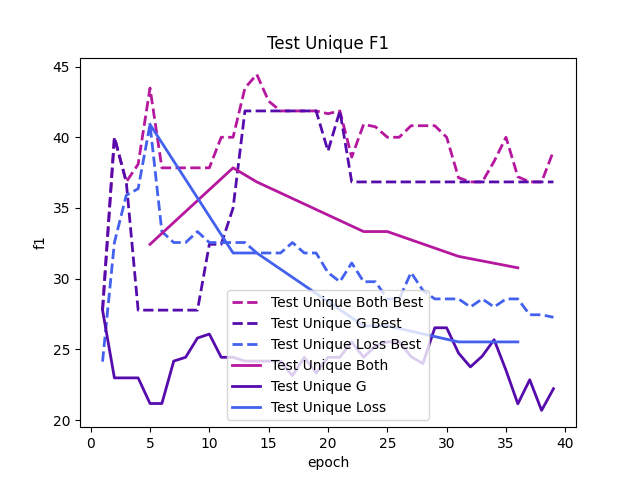 Test Unique F1
f1
45
40
35
30
25
20
Test Unique Both Best
Test Unique G Best
Test Unique Loss Best
Test Unique Both
Test Unique G
Test Unique Loss
0 5 10 15 20 25 30 35 40
epoch